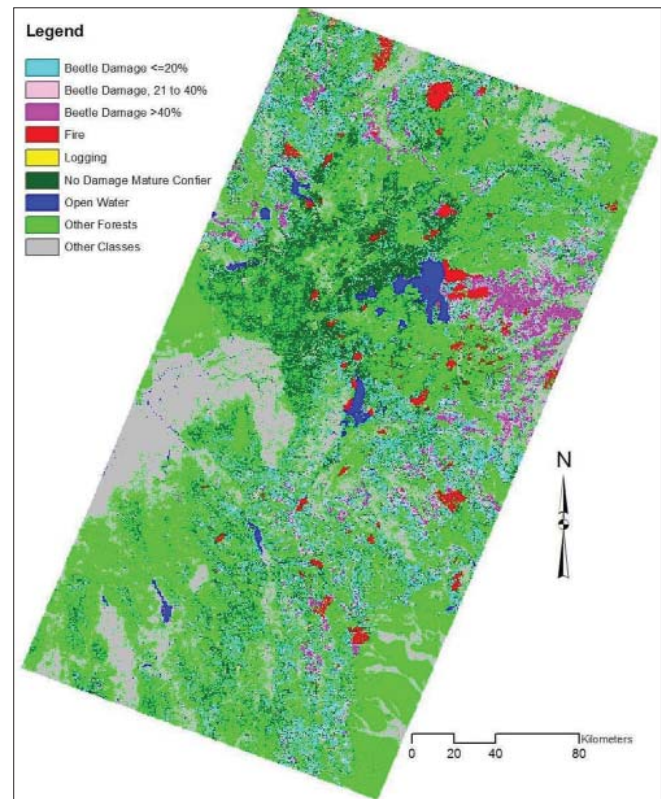 Legend
Beetle Damage <=20%
Beetle Damage, 21 to 40%
Beetle Damage >40%
Fire
Logging
No Damage Mature Confier
Open Water
Other Forests
Other Classes
N
Kilometers
0 20 40 80